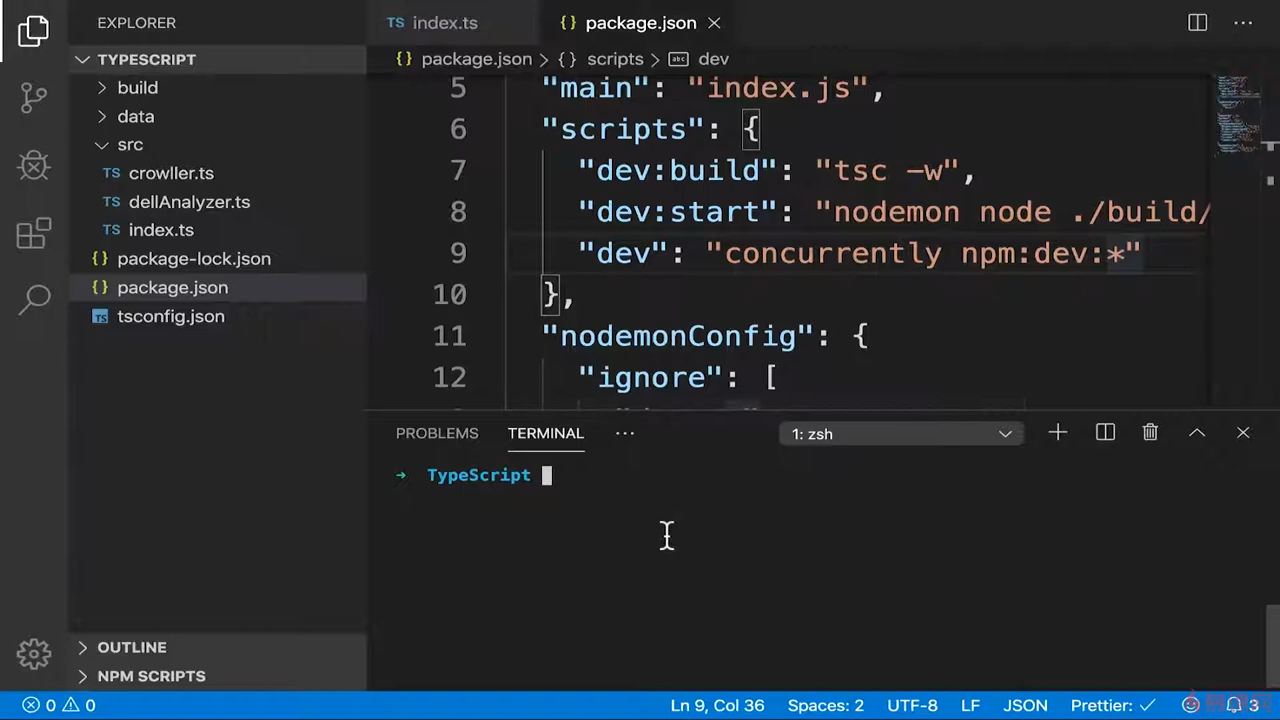 EXPLORER
TYPESCRIPT
build
data
src
TS crowller.ts
TS dellAnalyzer.ts
TS index.ts
{} package-lock.json
{} package.json
tsconfig.json
OUTLINE
NPM SCRIPTS
TS index.ts
{} package.json
{} package.json > {} scripts > abc dev
5 "main": "index.js",
6 "scripts": {
7 "dev:build": "tsc -w",
8 "dev:start": "nodemon node ./build/
9 "dev": "concurrently npm:dev:*"
10 },
11 "nodemonConfig": {
12 "ignore": [
PROBLEMS TERMINAL ... 1: zsh
→ TypeScript
0 0 Ln 9, Col 36 Spaces: 2 UTF-8 LF JSON Prettier: ✓ 3